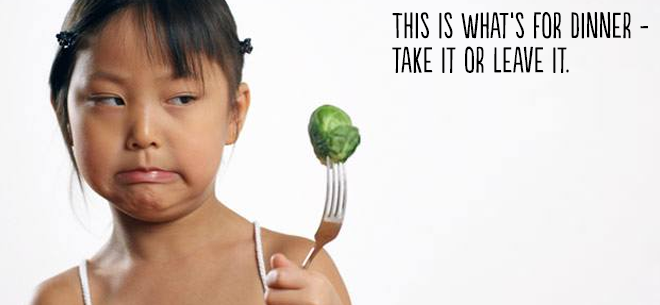 THIS IS WHAT'S FOR DINNER -
TAKE IT OR LEAVE IT.